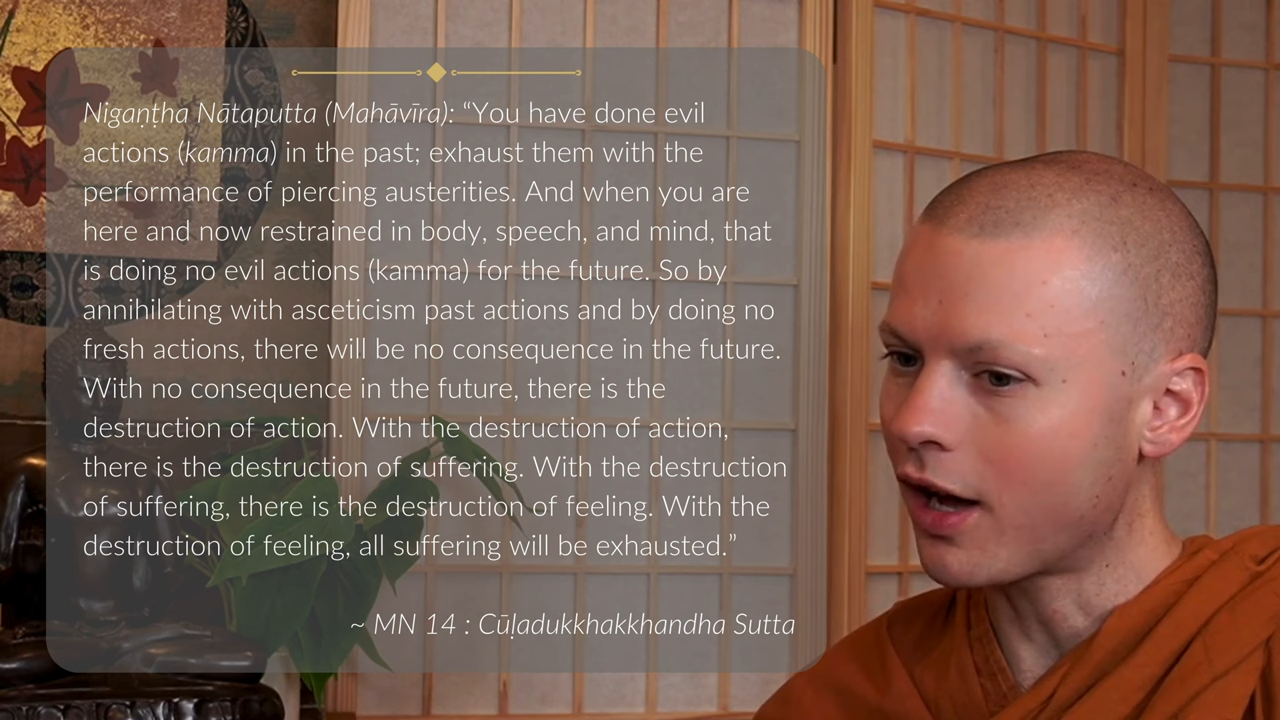 Nigaṇṭha Nātaputta (Mahāvīra): “You have done evil
actions (kamma) in the past; exhaust them with the
performance of piercing austerities. And when you are
here and now restrained in body, speech, and mind, that
is doing no evil actions (kamma) for the future. So by
annihilating with asceticism past actions and by doing no
fresh actions, there will be no consequence in the future.
With no consequence in the future, there is the
destruction of action. With the destruction of action,
there is the destruction of suffering. With the destruction
of suffering, there is the destruction of feeling. With the
destruction of feeling, all suffering will be exhausted.”
~ MN 14 : Cūḷadukkhakkhandha Sutta